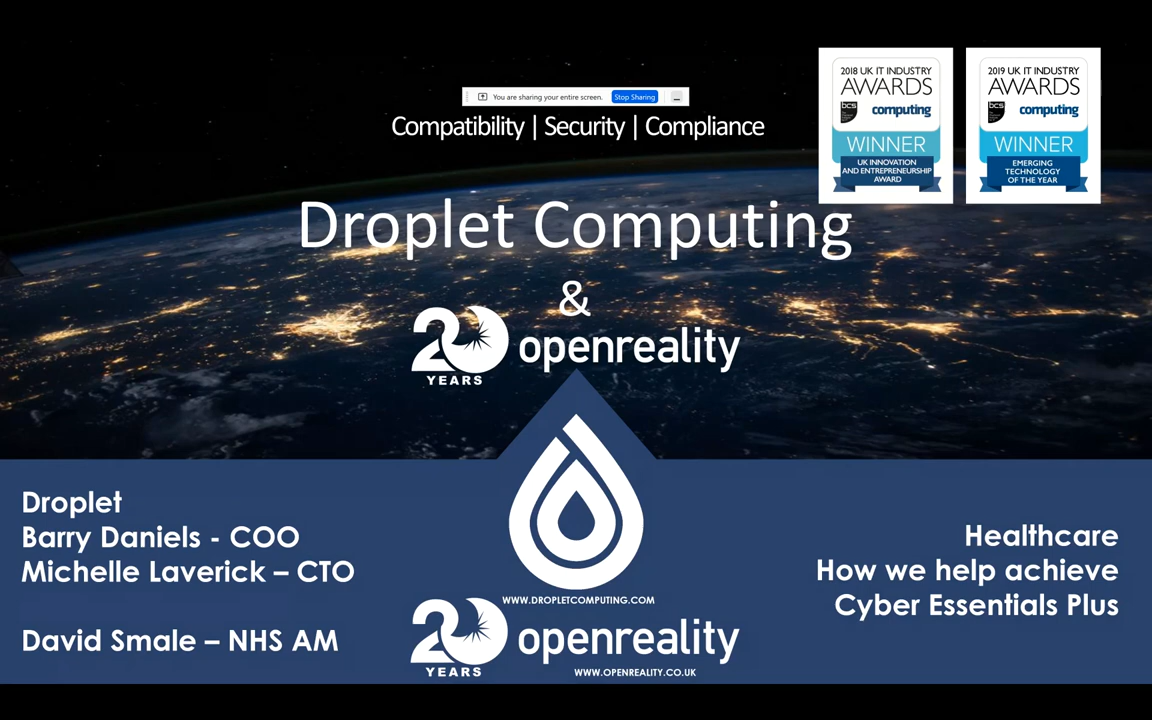 You are sharing your entire screen.
Stop Sharing
Compatibility | Security | Compliance
2018 UK IT INDUSTRY
AWARDS
bcs
computing
WINNER
UK INNOVATION
AND ENTREPRENEURSHIP
AWARD
2019 UK IT INDUSTRY
AWARDS
bcs
computing
WINNER
EMERGING
TECHNOLOGY
OF THE YEAR
Droplet Computing
&
20 openreality
YEARS
Droplet
Barry Daniels - COO
Michelle Laverick – CTO
David Smale – NHS AM
WWW.DROPLETCOMPUTING.COM
20 openreality
YEARS
WWW.OPENREALITY.CO.UK
Healthcare
How we help achieve
Cyber Essentials Plus